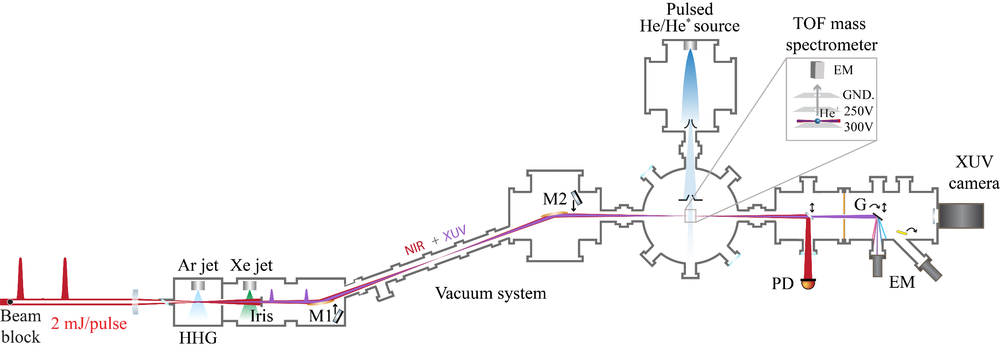 Pulsed
He/He* source
TOF mass
spectrometer
EM
GND.
He+ 250V
300V
XUV
camera
M2
G
NIR + XUV
Ar jet
Xe jet
Vacuum system
PD
EM
Beam
block
2 mJ/pulse
Iris
M1
HHG